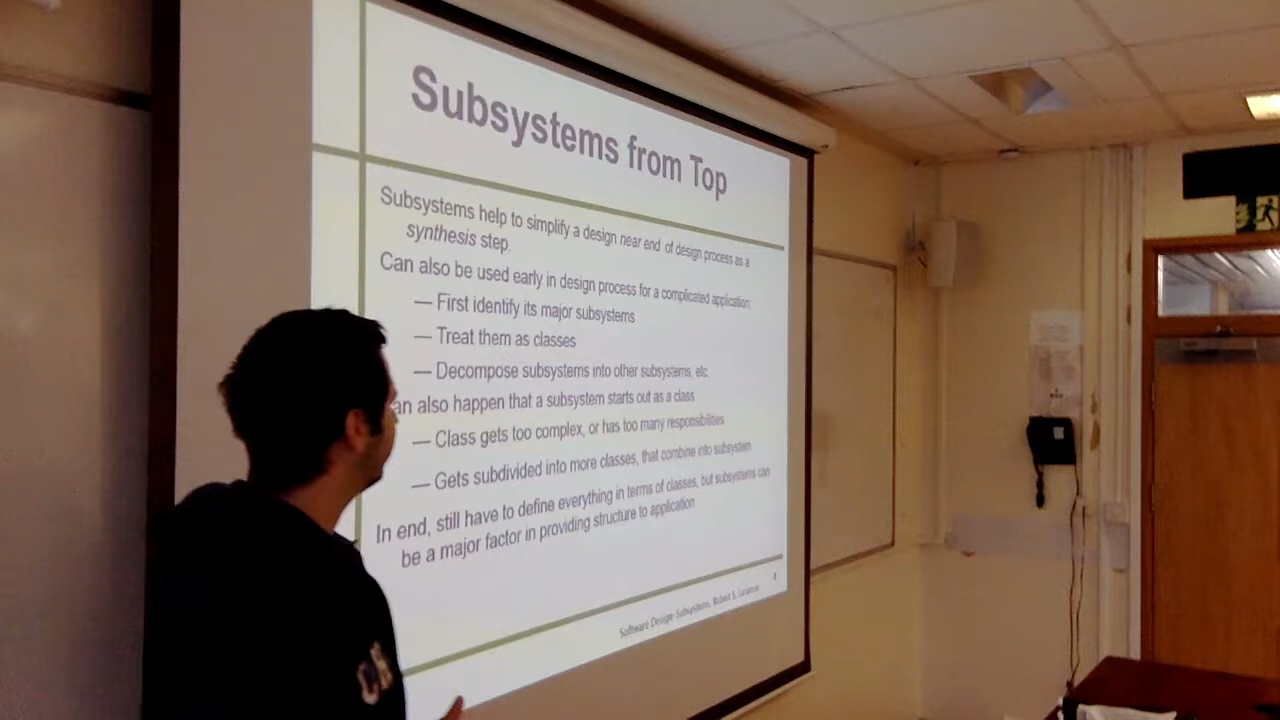 Subsystems from Top
Subsystems help to simplify a design near end of design process as a
synthesis step.
Can also be used early in design process for a complicated application:
— First identify its major subsystems
— Treat them as classes
— Decompose subsystems into other subsystems, etc.
an also happen that a subsystem starts out as a class
— Class gets too complex, or has too many responsibilities
— Gets subdivided into more classes, that combine into subsystem
In end, still have to define everything in terms of classes, but subsystems can
be a major factor in providing structure to application
Software Design- Subsystems, Robert S.